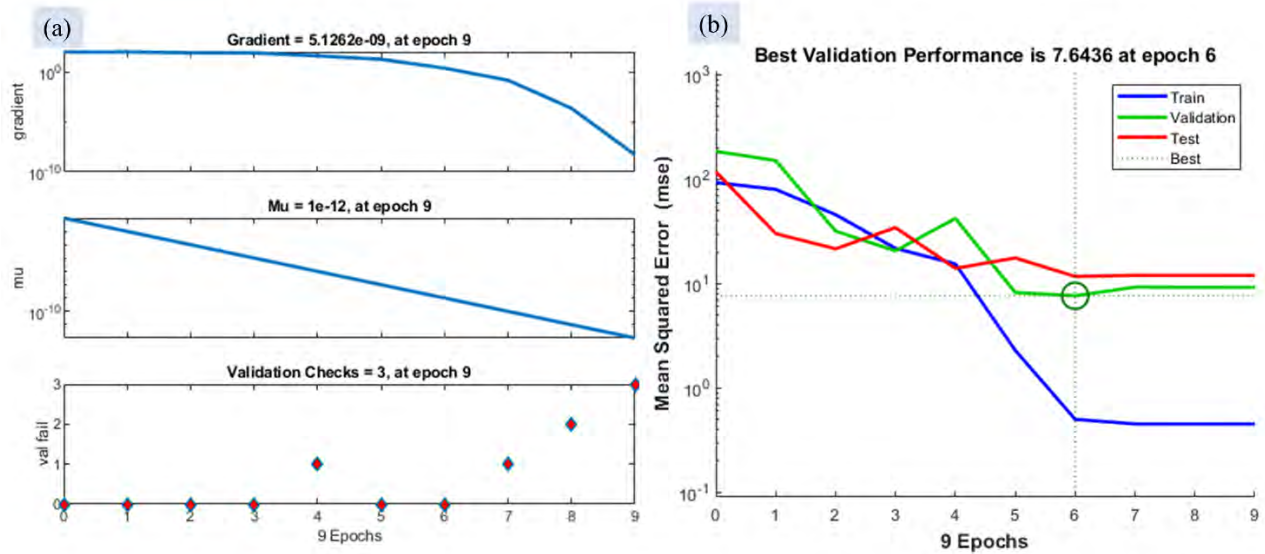 (a)
Gradient = 5.1262e-09, at epoch 9
10^0
gradient
10^-10
Mu = 1e-12, at epoch 9
mu
10^-10
Validation Checks = 3, at epoch 9
3
2
1
0
val fail
0 1 2 3 4 5 6 7 8 9
9 Epochs
(b)
Best Validation Performance is 7.6436 at epoch 6
10^3
10^2
10^1
10^0
10^-1
Mean Squared Error (mse)
Train
Validation
Test
Best
0 1 2 3 4 5 6 7 8 9
9 Epochs